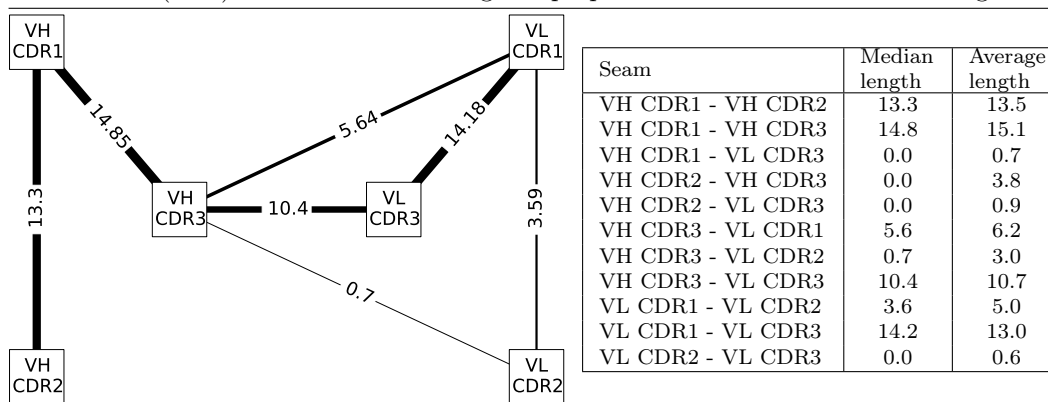 VH
CDR1
VL
CDR1
14.85
5.64
14.18
VH
CDR3
10.4
VL
CDR3
13.3
3.59
0.7
VH
CDR2
VL
CDR2
Seam Median length Average length
VH CDR1 - VH CDR2 13.3 13.5
VH CDR1 - VH CDR3 14.8 15.1
VH CDR1 - VL CDR3 0.0 0.7
VH CDR2 - VH CDR3 0.0 3.8
VH CDR2 - VL CDR3 0.0 0.9
VH CDR3 - VL CDR1 5.6 6.2
VH CDR3 - VL CDR2 0.7 3.0
VH CDR3 - VL CDR3 10.4 10.7
VL CDR1 - VL CDR2 3.6 5.0
VL CDR1 - VL CDR3 14.2 13.0
VL CDR2 - VL CDR3 0.0 0.6